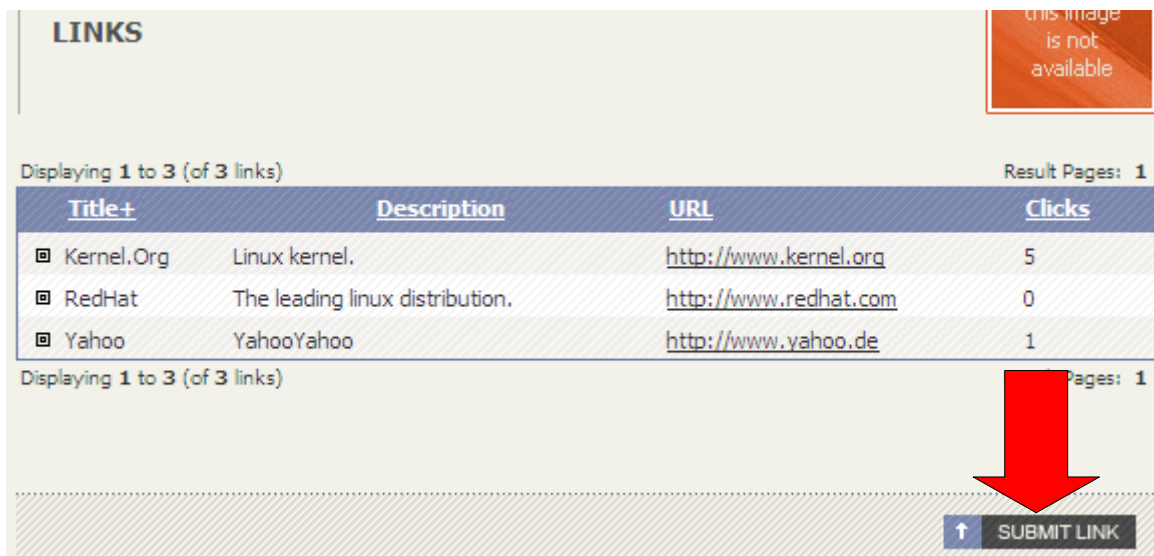 this image
LINKS
is not
available
Displaying 1 to 3 (of 3 links) Result Pages: 1
Title+ Description URL Clicks
Kernel.Org Linux kernel. http://www.kernel.org 5
RedHat The leading linux distribution. http://www.redhat.com 0
Yahoo YahooYahoo http://www.yahoo.de 1
Displaying 1 to 3 (of 3 links) Pages: 1
SUBMIT LINK